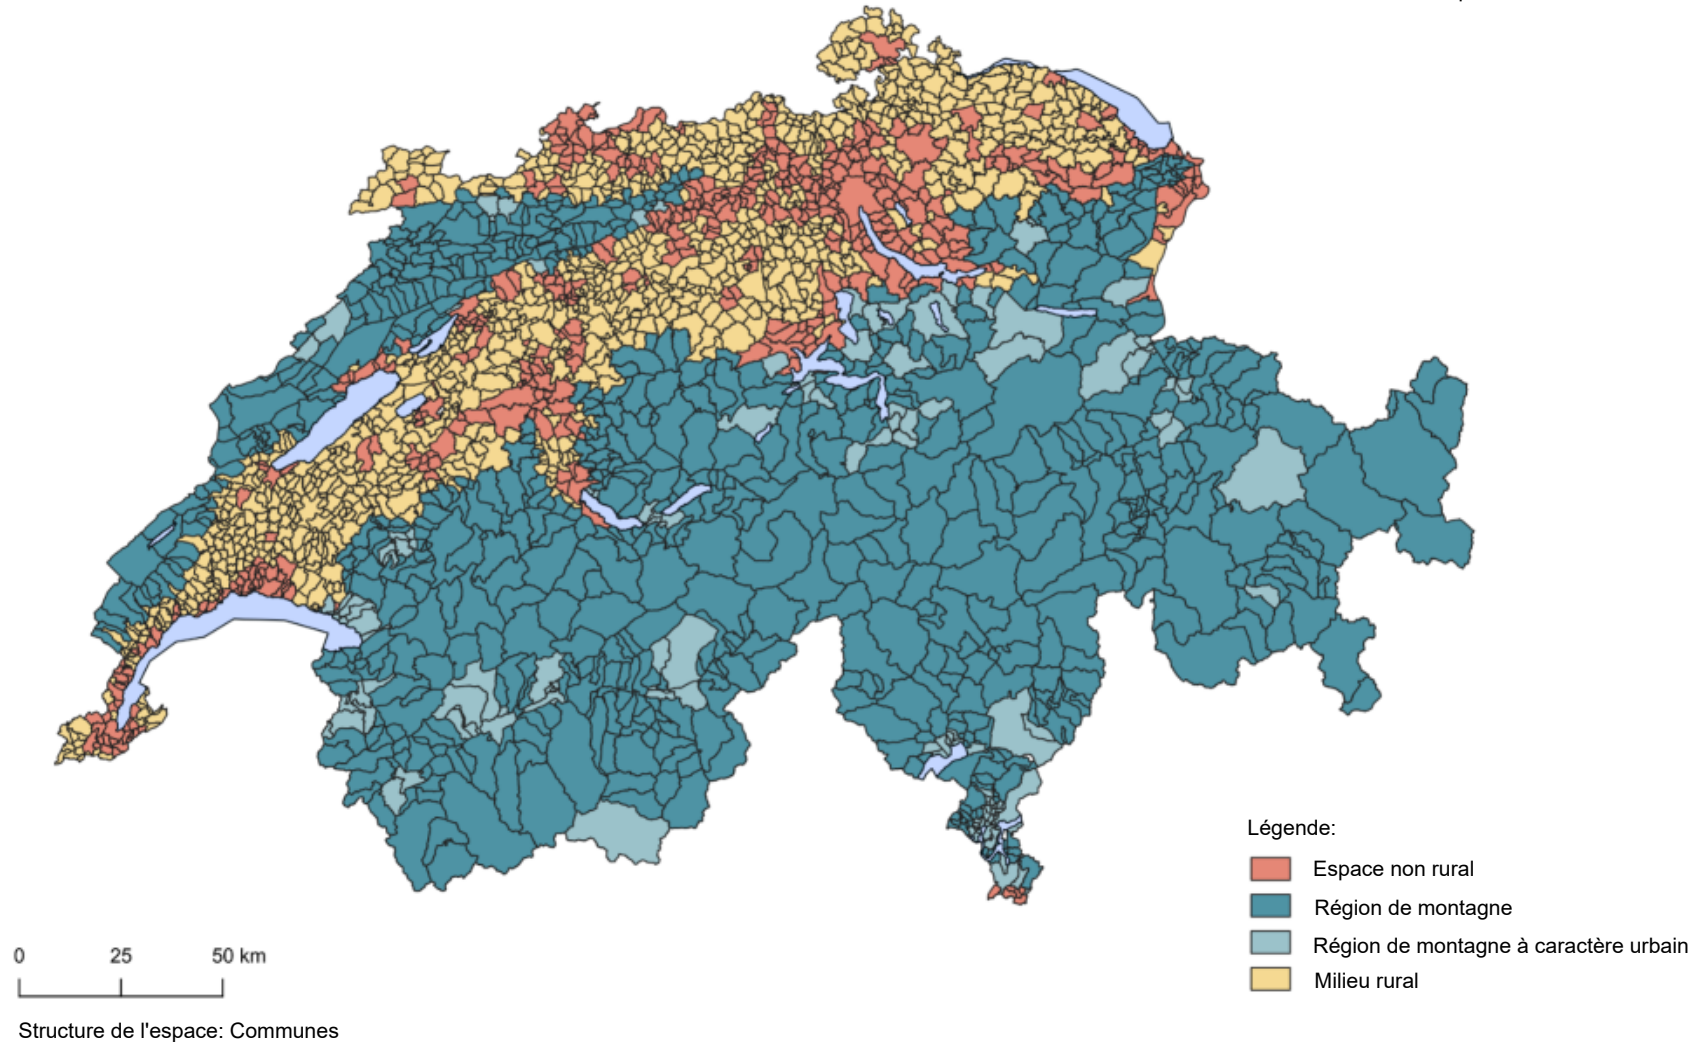 Légende:
Espace non rural
Région de montagne
Région de montagne à caractère urbain
Milieu rural
0 25 50 km
Structure de l'espace: Communes